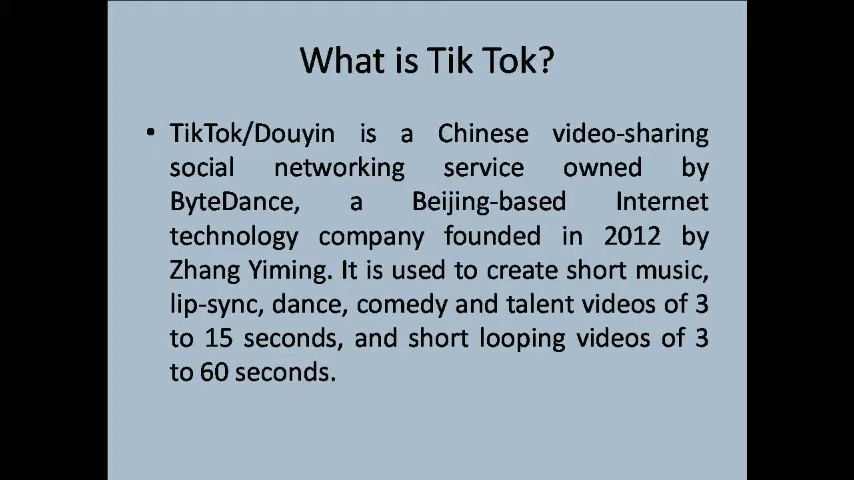 What is Tik Tok?
• TikTok/Douyin is a Chinese video-sharing
social networking service owned by
ByteDance, a Beijing-based Internet
technology company founded in 2012 by
Zhang Yiming. It is used to create short music,
lip-sync, dance, comedy and talent videos of 3
to 15 seconds, and short looping videos of 3
to 60 seconds.